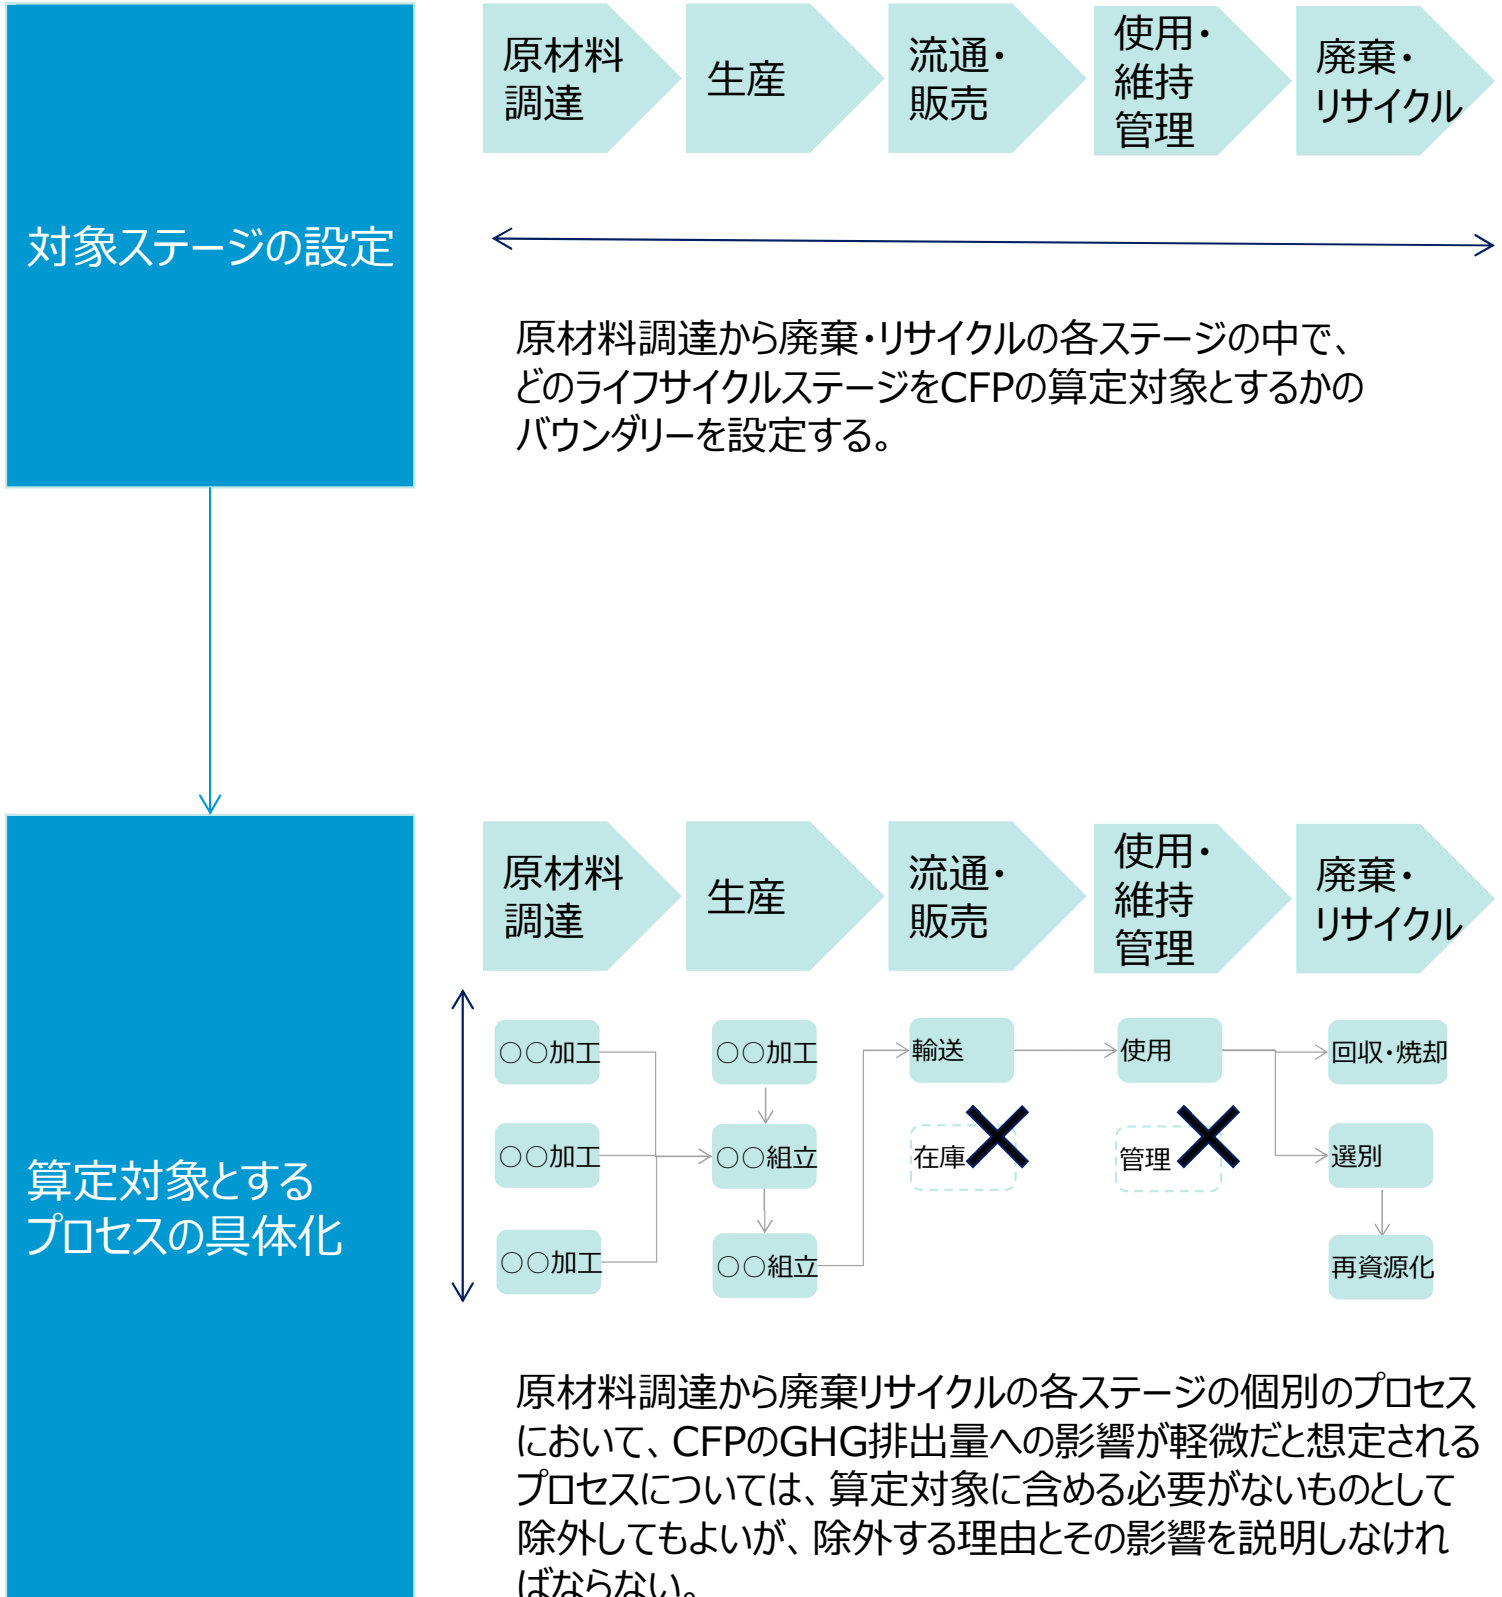 対象ステージの設定
原材料
調達
生産
流通・
販売
使用・
維持
管理
廃棄・
リサイクル
原材料調達から廃棄・リサイクルの各ステージの中で、
どのライフサイクルステージをCFPの算定対象とするかの
バウンダリーを設定する。
算定対象とする
プロセスの具体化
原材料
調達
生産
流通・
販売
使用・
維持
管理
廃棄・
リサイクル
○○加工
○○加工
輸送
使用
回収・焼却
○○加工
○○組立
在庫
管理
選別
○○加工
○○組立
再資源化
原材料調達から廃棄リサイクルの各ステージの個別のプロセス
において、CFPのGHG排出量への影響が軽微だと想定される
プロセスについては、算定対象に含める必要がないものとして
除外してもよいが、除外する理由とその影響を説明しなけれ
ばならない。